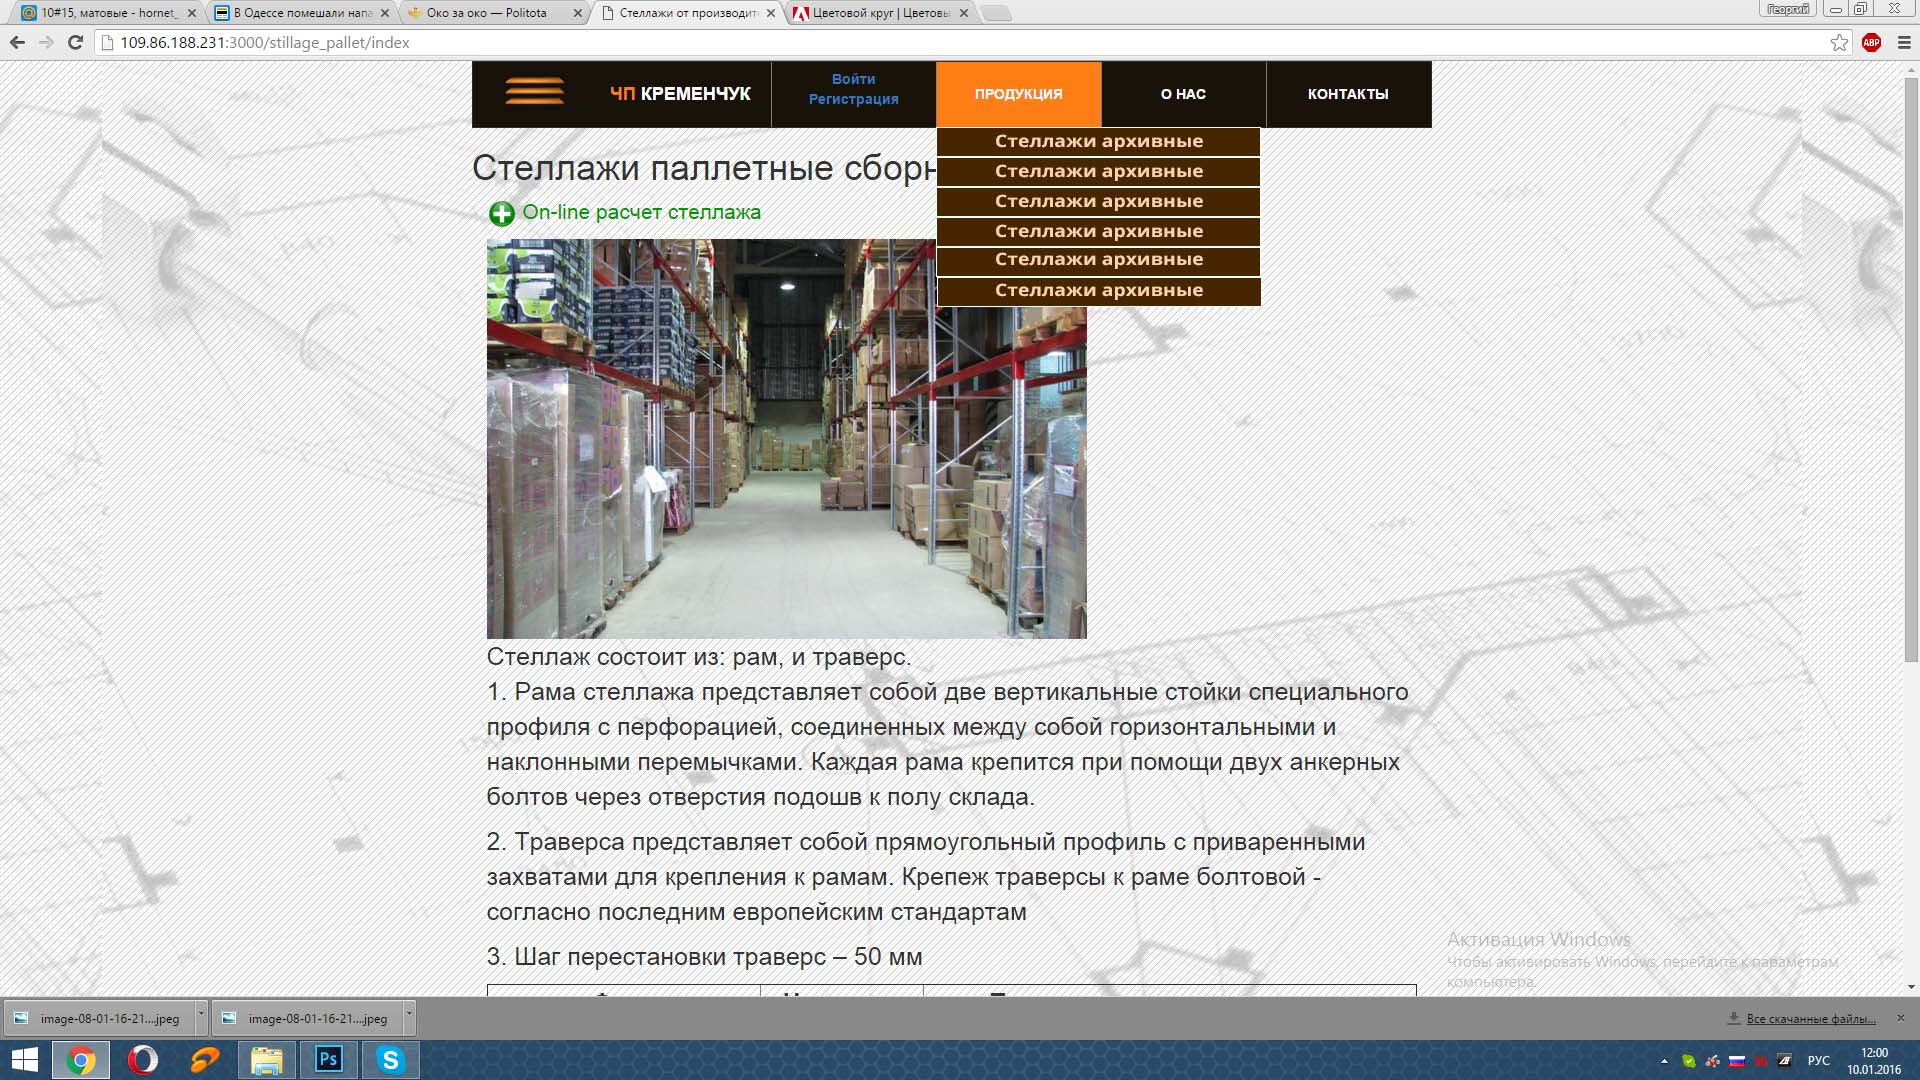 10#15, матовые - hornet_
В Одессе помешали напа
Око за око — Politota
Стеллажи от производит
Цветовой круг | Цветовы
Георгий
109.86.188.231:3000/stillage_pallet/index
ABP
ЧП КРЕМЕНЧУК
Войти
Регистрация
ПРОДУКЦИЯ
О НАС
КОНТАКТЫ
Стеллажи архивные
Стеллажи архивные
Стеллажи архивные
Стеллажи архивные
Стеллажи архивные
Стеллажи архивные
Стеллажи паллетные сборн
On-line расчет стеллажа
Стеллаж состоит из: рам, и траверс.
1. Рама стеллажа представляет собой две вертикальные стойки специального
профиля с перфорацией, соединенных между собой горизонтальными и
наклонными перемычками. Каждая рама крепится при помощи двух анкерных
болтов через отверстия подошв к полу склада.
2. Траверса представляет собой прямоугольный профиль с приваренными
захватами для крепления к рамам. Крепеж траверсы к раме болтовой -
согласно последним европейским стандартам
3. Шаг перестановки траверс – 50 мм
Активация Windows
Чтобы активировать Windows, перейдите к параметрам
компьютера.
image-08-01-16-21....jpeg
image-08-01-16-21....jpeg
Все скачанные файлы...
Ps
РУС
12:00
10.01.2016